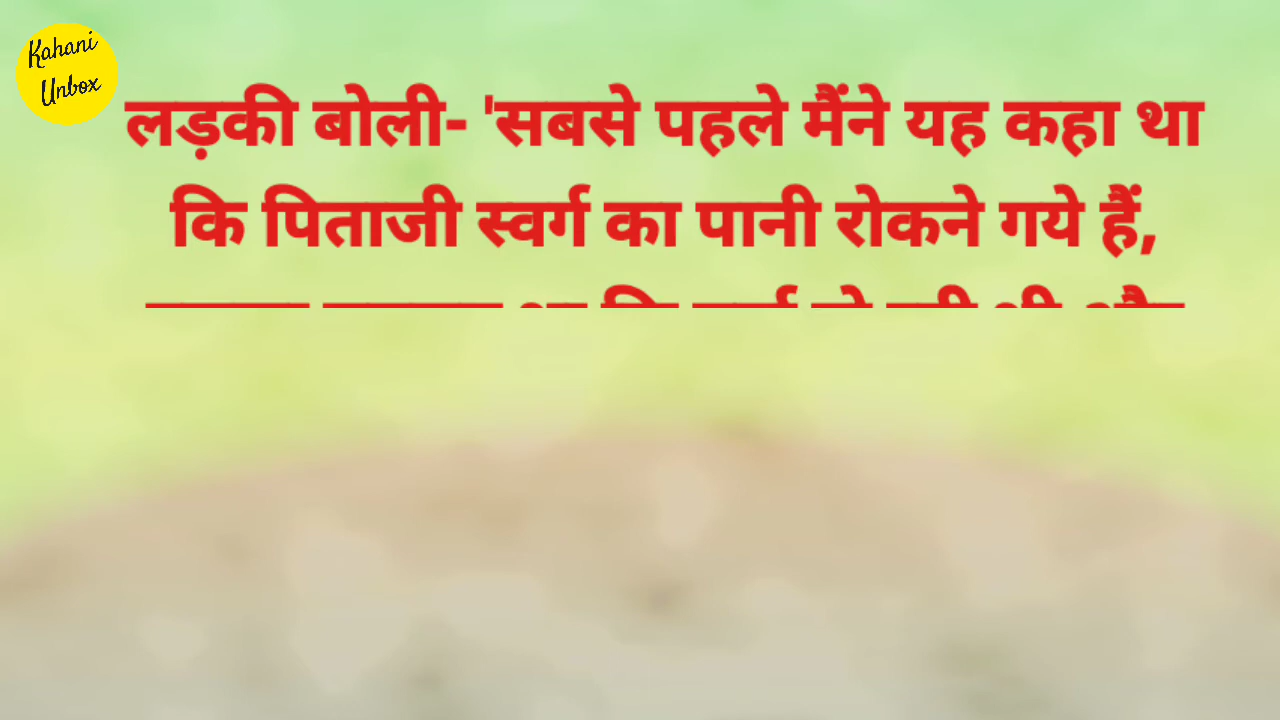 Kahani
Unbox
लड़की बोली- 'सबसे पहले मैंने यह कहा था
कि पिताजी स्वर्ग का पानी रोकने गये हैं,